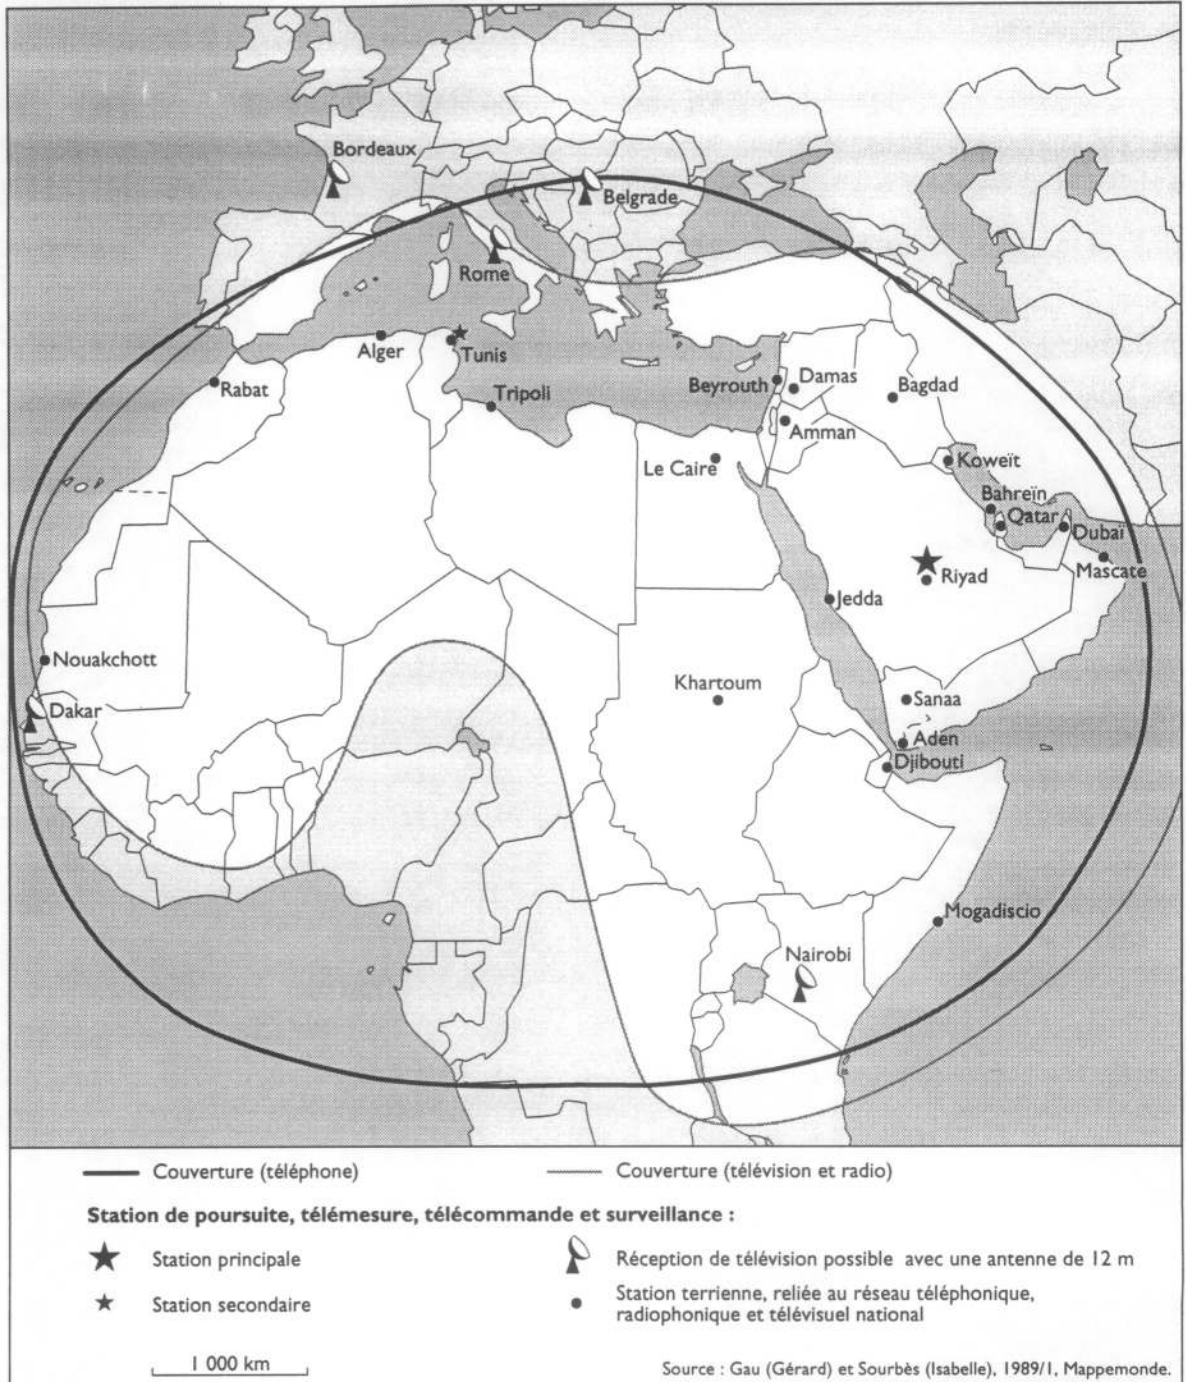 Bordeaux
Belgrade
Rome
Alger
Tunis
Rabat
Tripoli
Beyrouth
Damas
Bagdad
Amman
Le Caire
Koweït
Bahreïn
Qatar
Dubaï
Mascate
Riyad
Jedda
Nouakchott
Dakar
Khartoum
Sanaa
Aden
Djibouti
Mogadiscio
Nairobi
Couverture (téléphone)
Couverture (télévision et radio)
Station de poursuite, télémesure, télécommande et surveillance :
Station principale
Réception de télévision possible avec une antenne de 12 m
Station secondaire
Station terrienne, reliée au réseau téléphonique,
radiophonique et télévisuel national
1 000 km
Source : Gau (Gérard) et Sourbès (Isabelle), 1989/1, Mappemonde.